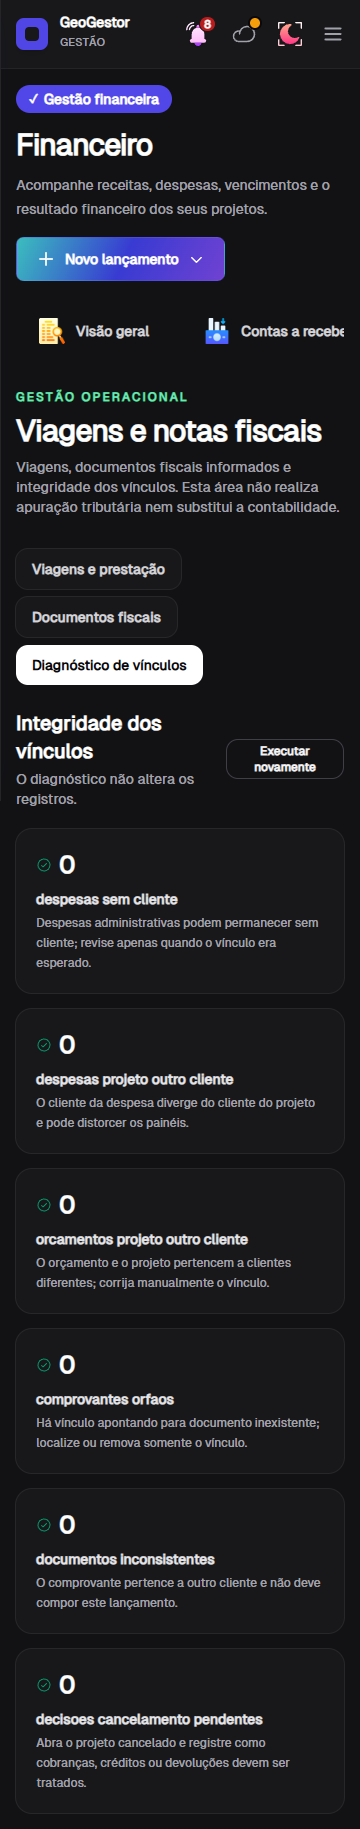 GeoGestor
GESTÃO
8
✓ Gestão financeira
Financeiro
Acompanhe receitas, despesas, vencimentos e o
resultado financeiro dos seus projetos.
Novo lançamento
Visão geral
Contas a recebe
GESTÃO OPERACIONAL
Viagens e notas fiscais
Viagens, documentos fiscais informados e
integridade dos vínculos. Esta área não realiza
apuração tributária nem substitui a contabilidade.
Viagens e prestação
Documentos fiscais
Diagnóstico de vínculos
Integridade dos
vínculos
O diagnóstico não altera os
registros.
Executar
novamente
0
despesas sem cliente
Despesas administrativas podem permanecer sem
cliente; revise apenas quando o vínculo era
esperado.
0
despesas projeto outro cliente
O cliente da despesa diverge do cliente do projeto
e pode distorcer os painéis.
0
orcamentos projeto outro cliente
O orçamento e o projeto pertencem a clientes
diferentes; corrija manualmente o vínculo.
0
comprovantes orfaos
Há vínculo apontando para documento inexistente;
localize ou remova somente o vínculo.
0
documentos inconsistentes
O comprovante pertence a outro cliente e não deve
compor este lançamento.
0
decisoes cancelamento pendentes
Abra o projeto cancelado e registre como
cobranças, créditos ou devoluções devem ser
tratados.